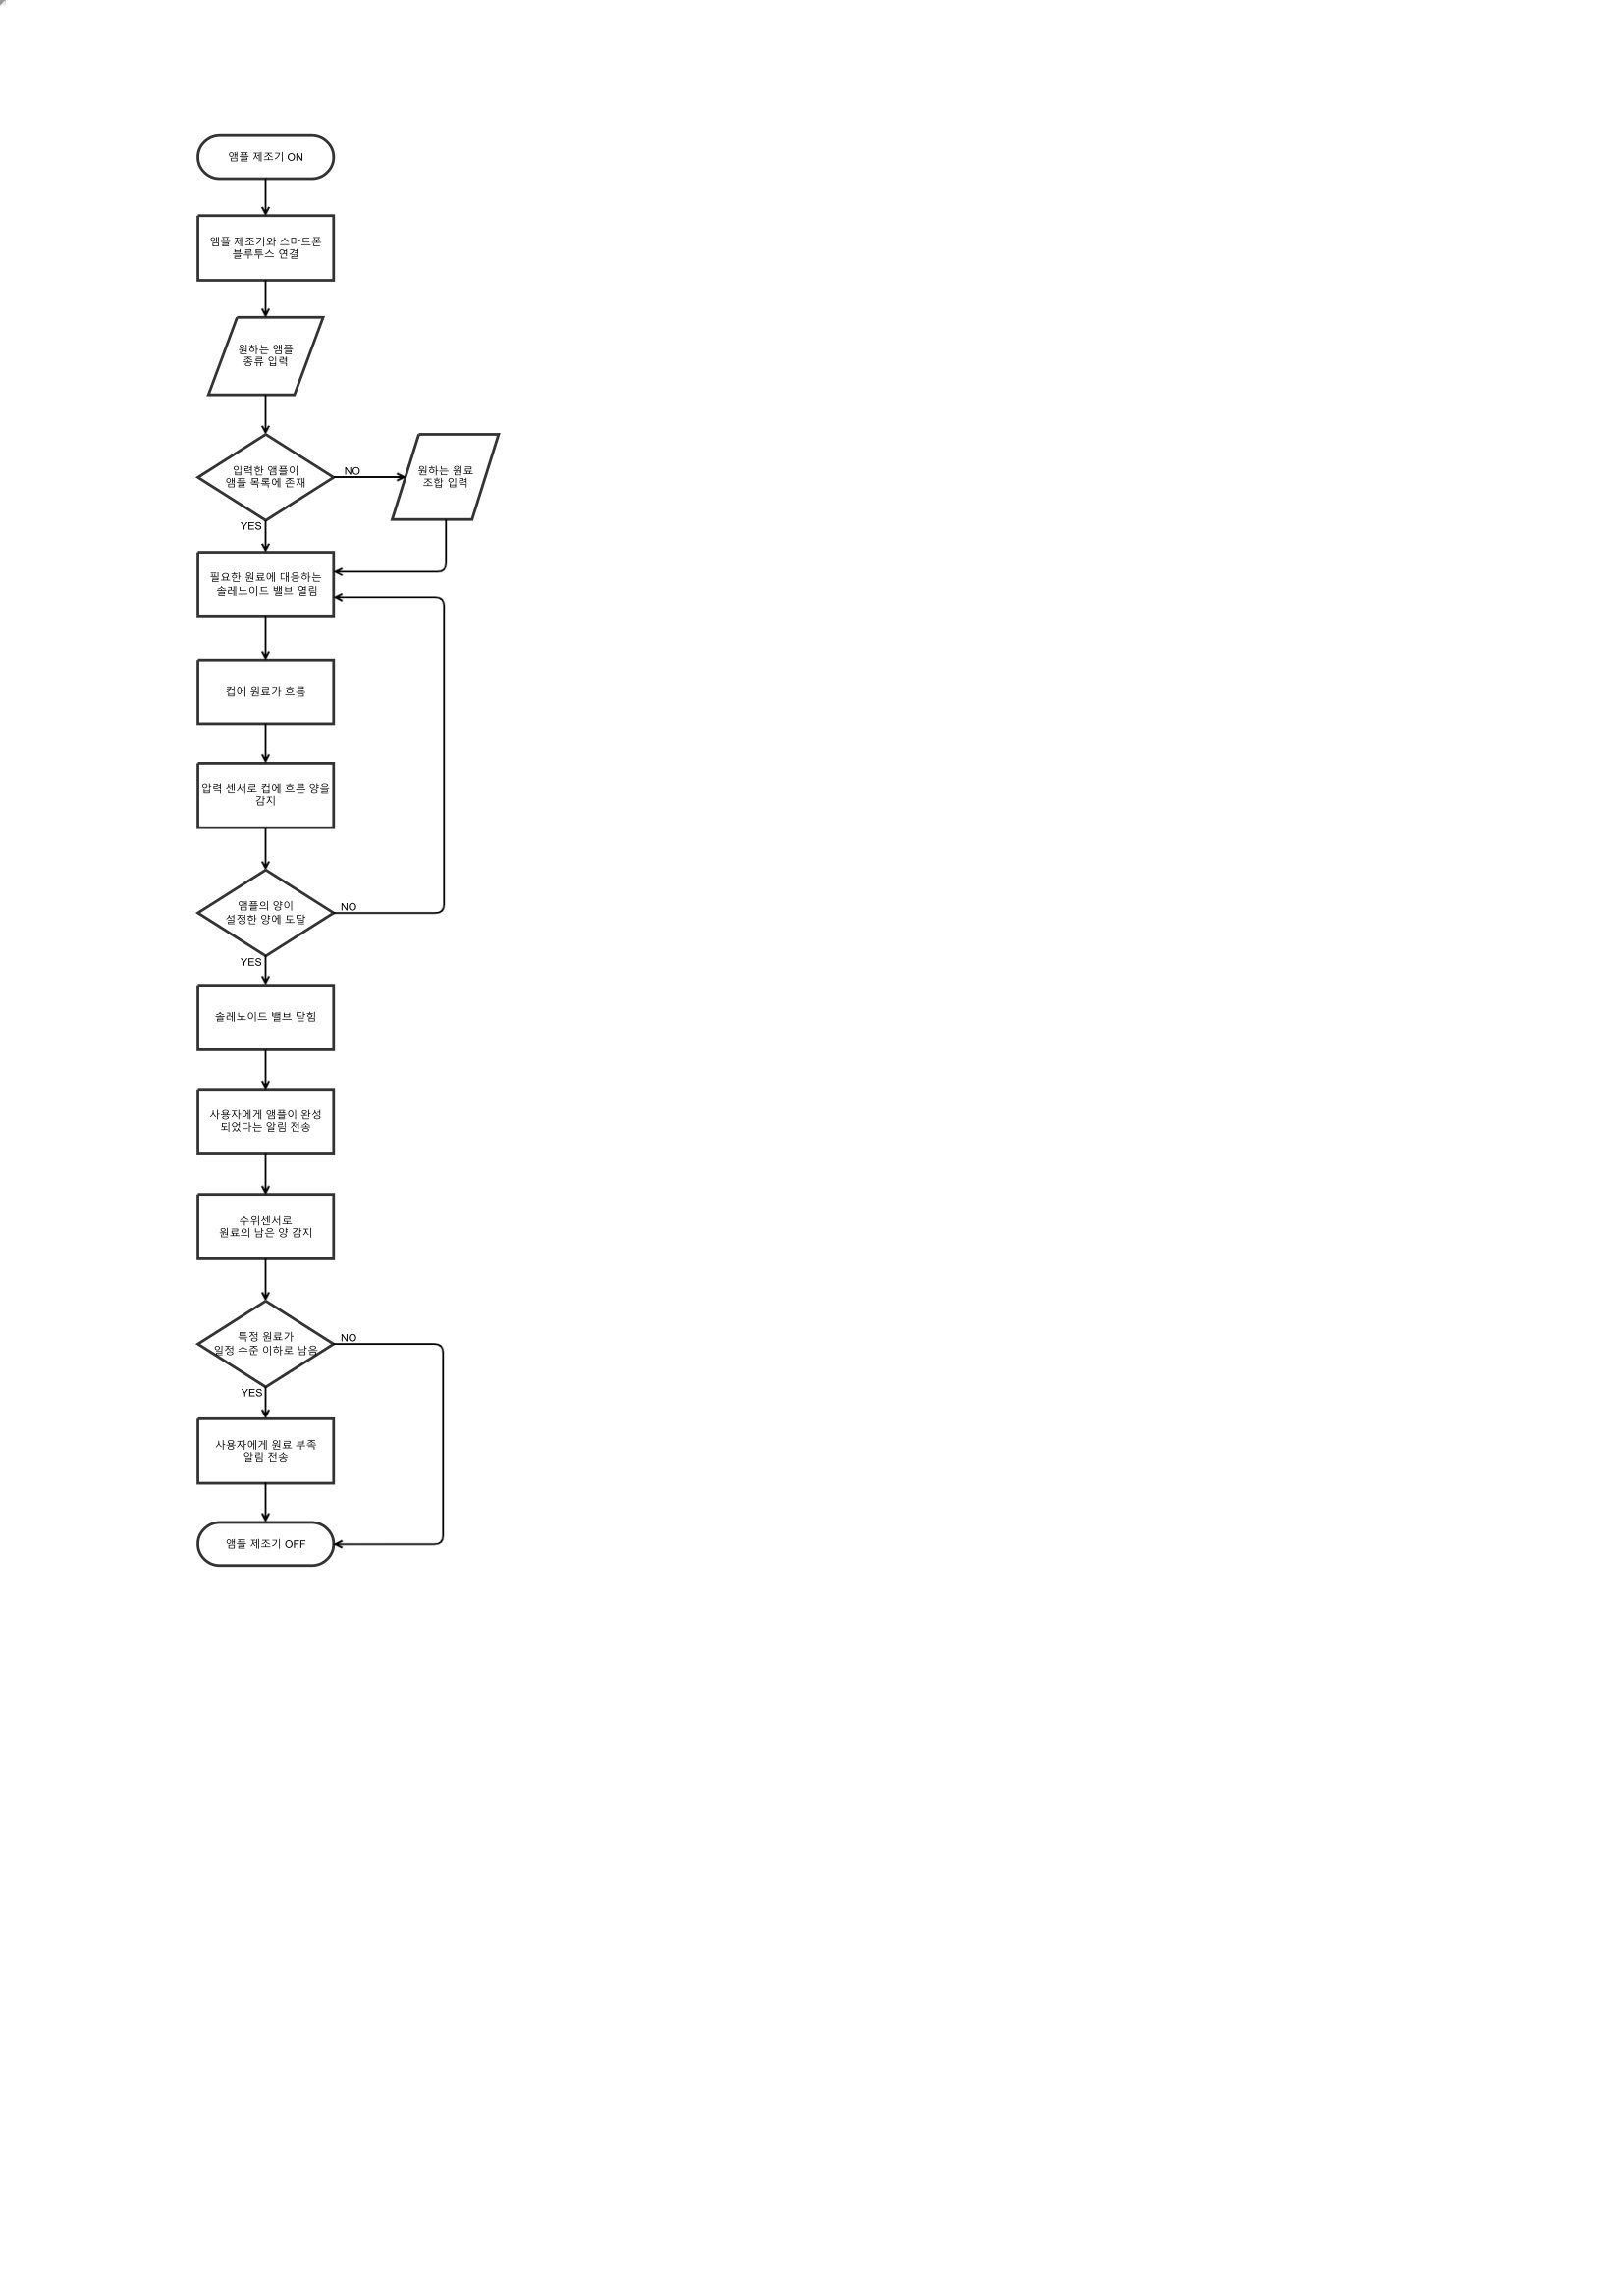 앰플 제조기 ON
앰플 제조기와 스마트폰
블루투스 연결
원하는 앰플
종류 입력
입력한 앰플이
앰플 목록에 존재
NO
원하는 원료
조합 입력
YES
필요한 원료에 대응하는
솔레노이드 밸브 열림
컵에 원료가 흐름
압력 센서로 컵에 흐른 양을
감지
앰플의 양이
설정한 양에 도달
NO
YES
솔레노이드 밸브 닫힘
사용자에게 앰플이 완성
되었다는 알림 전송
수위센서로
원료의 남은 양 감지
특정 원료가
일정 수준 이하로 남음
NO
YES
사용자에게 원료 부족
알림 전송
앰플 제조기 OFF